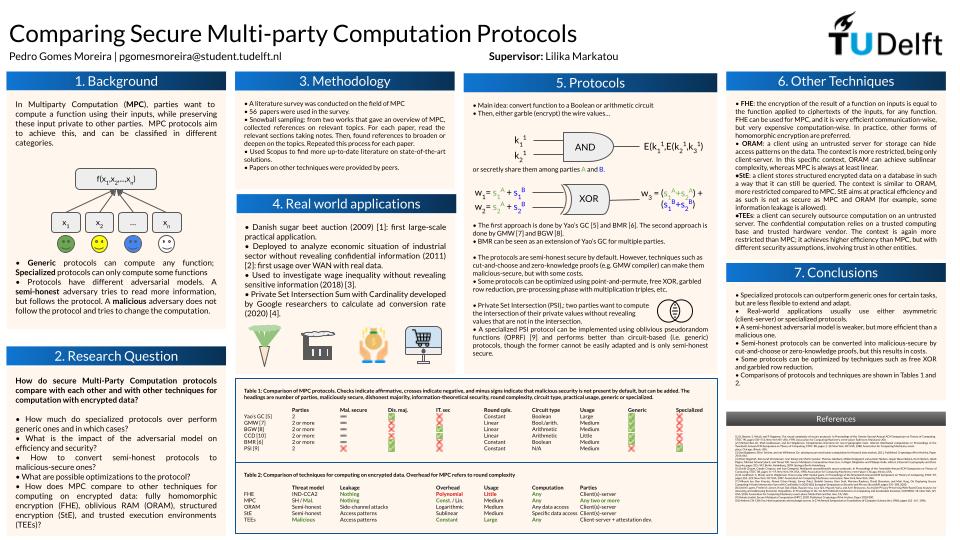 Comparing Secure Multi-party Computation Protocols
Pedro Gomes Moreira | pgomesmoreira@student.tudelft.nl
Supervisor: Lilika Markatou
TUDelft
1. Background
In Multiparty Computation (MPC), parties want to
compute a function using their inputs, while preserving
these input private to other parties. MPC protocols aim
to achieve this, and can be classified in different
categories.
f(x1,x2,...,xn)
x1 x2 ... xn
• Generic protocols can compute any function;
Specialized protocols can only compute some functions
• Protocols have different adversarial models. A
semi-honest adversary tries to read more information,
but follows the protocol. A malicious adversary does not
follow the protocol and tries to change the computation.
2. Research Question
How do secure Multi-Party Computation protocols
compare with each other and with other techniques for
computation with encrypted data?
• How much do specialized protocols over perform
generic ones and in which cases?
• What is the impact of the adversarial model on
efficiency and security?
• How to convert semi-honest protocols to
malicious-secure ones?
• What are possible optimizations to the protocol?
• How does MPC compare to other techniques for
computing on encrypted data: fully homomorphic
encryption (FHE), oblivious RAM (ORAM), structured
encryption (StE), and trusted execution environments
(TEEs)?
3. Methodology
• A literature survey was conducted on the field of MPC
• 56 papers were used in the survey.
• Snowball sampling: from two works that gave an overview of MPC,
collected references on relevant topics. For each paper, read the
relevant sections taking notes. Then, found references to broaden or
deepen on the topics. Repeated this process for each paper.
• Used Scopus to find more up-to-date literature on state-of-the-art
solutions.
• Papers on other techniques were provided by peers.
4. Real world applications
• Danish sugar beet auction (2009) [1]: first large-scale
practical application.
• Deployed to analyze economic situation of industrial
sector without revealing confidential information (2011)
[2]: first usage over WAN with real data.
• Used to investigate wage inequality without revealing
sensitive information (2018) [3].
• Private Set Intersection Sum with Cardinality developed
by Google researchers to calculate ad conversion rate
(2020) [4].
5. Protocols
• Main idea: convert function to a Boolean or arithmetic circuit
• Then, either garble (encrypt) the wire values...
k1^1
k2^1
AND
E(k1^1,E(k2^1,k3^1)
or secretly share them among parties A and B.
w1= s1^A + s1^B
w2= s2^A + s2^B
XOR
w3 = (s1^A+s2^A) +
(s1^B+s2^B)
• The first approach is done by Yao's GC [5] and BMR [6]. The second approach is
done by GMW [7] and BGW [8].
• BMR can be seen as an extension of Yao's GC for multiple parties.
• The protocols are semi-honest secure by default. However, techniques such as
cut-and-choose and zero-knowledge proofs (e.g. GMW compiler) can make them
malicious-secure, but with some costs.
• Some protocols can be optimized using point-and-permute, free XOR, garbled
row reduction, pre-processing phase with multiplication triples, etc.
• Private Set Intersection (PSI),: two parties want to compute
the intersection of their private values without revealing
values that are not in the intersection.
• A specialized PSI protocol can be implemented using oblivious pseudorandom
functions (OPRF) [9] and performs better than circuit-based (i.e. generic)
protocols, though the former cannot be easily adapted and is only semi-honest
secure.
Table 1: Comparison of MPC protocols. Checks indicate affirmative, crosses indicate negative, and minus signs indicate that malicious security is not present by default, but can be added. The
headings are number of parties, maliciously secure, dishonest majority, information-theoretical security, round complexity, circuit type, practical usage, generic or specialized.
Parties Mal. secure Dis. maj. IT. sec Round cplx. Circuit type Usage Generic Specialized
Yao's GC [5] 2 Constant Boolean Large
GMW [7] 2 or more Linear Bool./arith. Medium
BGW [8] 2 or more Linear Arithmetic Medium
CCD [10] 2 or more Linear Arithmetic Little
BMR [6] 2 or more Constant Boolean Medium
PSI [9] 2 Constant N/A Medium
Table 2: Comparison of techniques for computing on encrypted data. Overhead for MPC refers to round complexity
Threat model Leakage Overhead Usage Computation Parties
FHE IND-CCA2 Nothing Polynomial Little Any Client(s)-server
MPC SH / Mal. Nothing Const. / Lin. Medium Any Any two or more
ORAM Semi-honest Side-channel attacks Logarithmic Medium Any data access Client(s)-server
StE Semi-honest Access patterns Sublinear Medium Specific data access Client(s)-server
TEEs Malicious Access patterns Constant Large Any Client-server + attestation dev.
6. Other Techniques
• FHE: the encryption of the result of a function on inputs is equal to
the function applied to ciphertexts of the inputs, for any function.
FHE can be used for MPC, and it is very efficient communication-wise,
but very expensive computation-wise. In practice, other forms of
homomorphic encryption are preferred.
• ORAM: a client using an untrusted server for storage can hide
access patterns on the data. The context is more restricted, being only
client-server. In this specific context, ORAM can achieve sublinear
complexity, whereas MPC is always at least linear.
•StE: a client stores structured encrypted data on a database in such
a way that it can still be queried. The context is similar to ORAM,
more restricted compared to MPC. StE aims at practical efficiency and
as such is not as secure as MPC and ORAM (for example, some
information leakage is allowed).
•TEEs: a client can securely outsource computation on an untrusted
server. The confidential computation relies on a trusted computing
base and trusted hardware vendor. The context is again more
restricted than MPC; it achieves higher efficiency than MPC, but with
different security assumptions, involving trust in other entities.
7. Conclusions
• Specialized protocols can outperform generic ones for certain tasks,
but are less flexible to extend and adapt.
• Real-world applications usually use either asymmetric
(client-server) or specialized protocols.
• A semi-honest adversarial model is weaker, but more efficient than a
malicious one.
• Semi-honest protocols can be converted into malicious-secure by
cut-and-choose or zero-knowledge proofs, but this results in costs.
• Some protocols can be optimized by techniques such as free XOR
and garbled row reduction.
• Comparisons of protocols and techniques are shown in Tables 1 and
2.
References